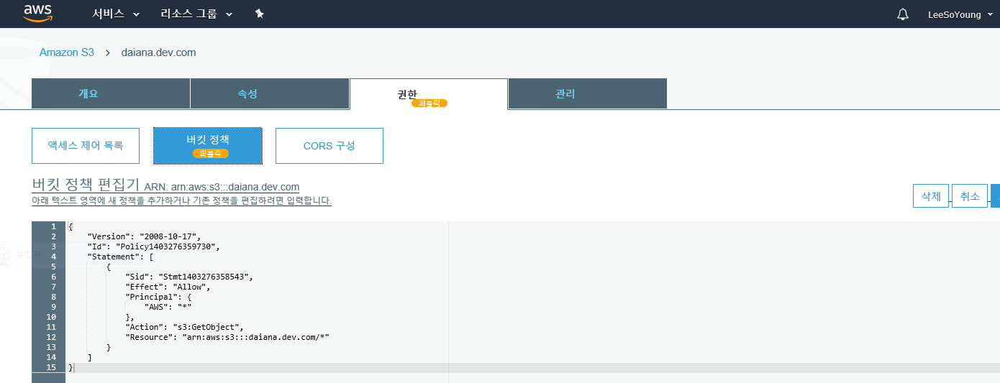 aws 서비스 리소스 그룹 LeeSoYoung
Amazon S3 > daiana.dev.com
개요 속성 권한 관리
퍼블릭
액세스 제어 목록 버킷 정책 CORS 구성
퍼블릭
버킷 정책 편집기 ARN: arn:aws:s3:::daiana.dev.com
삭제 취소
아래 텍스트 영역에 새 정책을 추가하거나 기존 정책을 편집하려면 입력합니다.
1 {
2 "Version": "2008-10-17",
3 "Id": "Policy1403276359730",
4 "Statement": [
5 {
6 "Sid": "Stmt1403276358543",
7 "Effect": "Allow",
8 "Principal": {
9 "AWS": "*"
10 },
11 "Action": "s3:GetObject",
12 "Resource": "arn:aws:s3:::daiana.dev.com/*"
13 }
14 ]
15 }